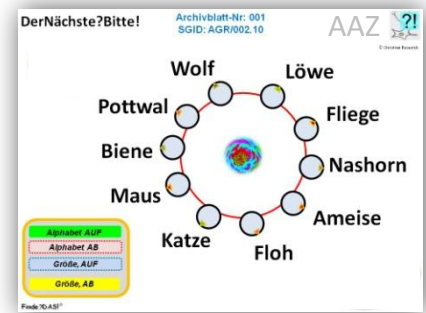 DerNächste?Bitte!
Archivblatt-Nr: 001
SGID: AGR/002.10
AAZ
?!
Wolf
Löwe
Pottwal
Fliege
Biene
Nashorn
Maus
Ameise
Katze
Floh
Alphabet AUF
Alphabet AB
Größe, AUF
Größe, AB